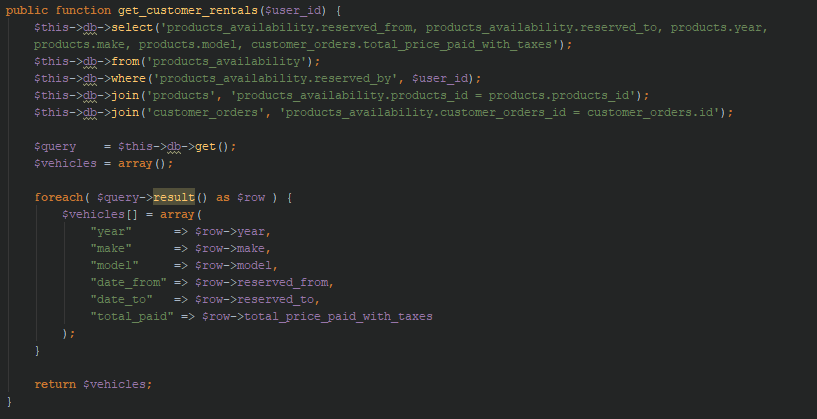 public function get_customer_rentals($user_id) {
    $this->db->select('products_availability.reserved_from, products_availability.reserved_to, products.year,
    products.make, products.model, customer_orders.total_price_paid_with_taxes');
    $this->db->from('products_availability');
    $this->db->where('products_availability.reserved_by', $user_id);
    $this->db->join('products', 'products_availability.products_id = products.products_id');
    $this->db->join('customer_orders', 'products_availability.customer_orders_id = customer_orders.id');

    $query    = $this->db->get();
    $vehicles = array();

    foreach( $query->result() as $row ) {
        $vehicles[] = array(
            "year"      => $row->year,
            "make"      => $row->make,
            "model"     => $row->model,
            "date_from" => $row->reserved_from,
            "date_to"   => $row->reserved_to,
            "total_paid" => $row->total_price_paid_with_taxes
        );
    }

    return $vehicles;
}